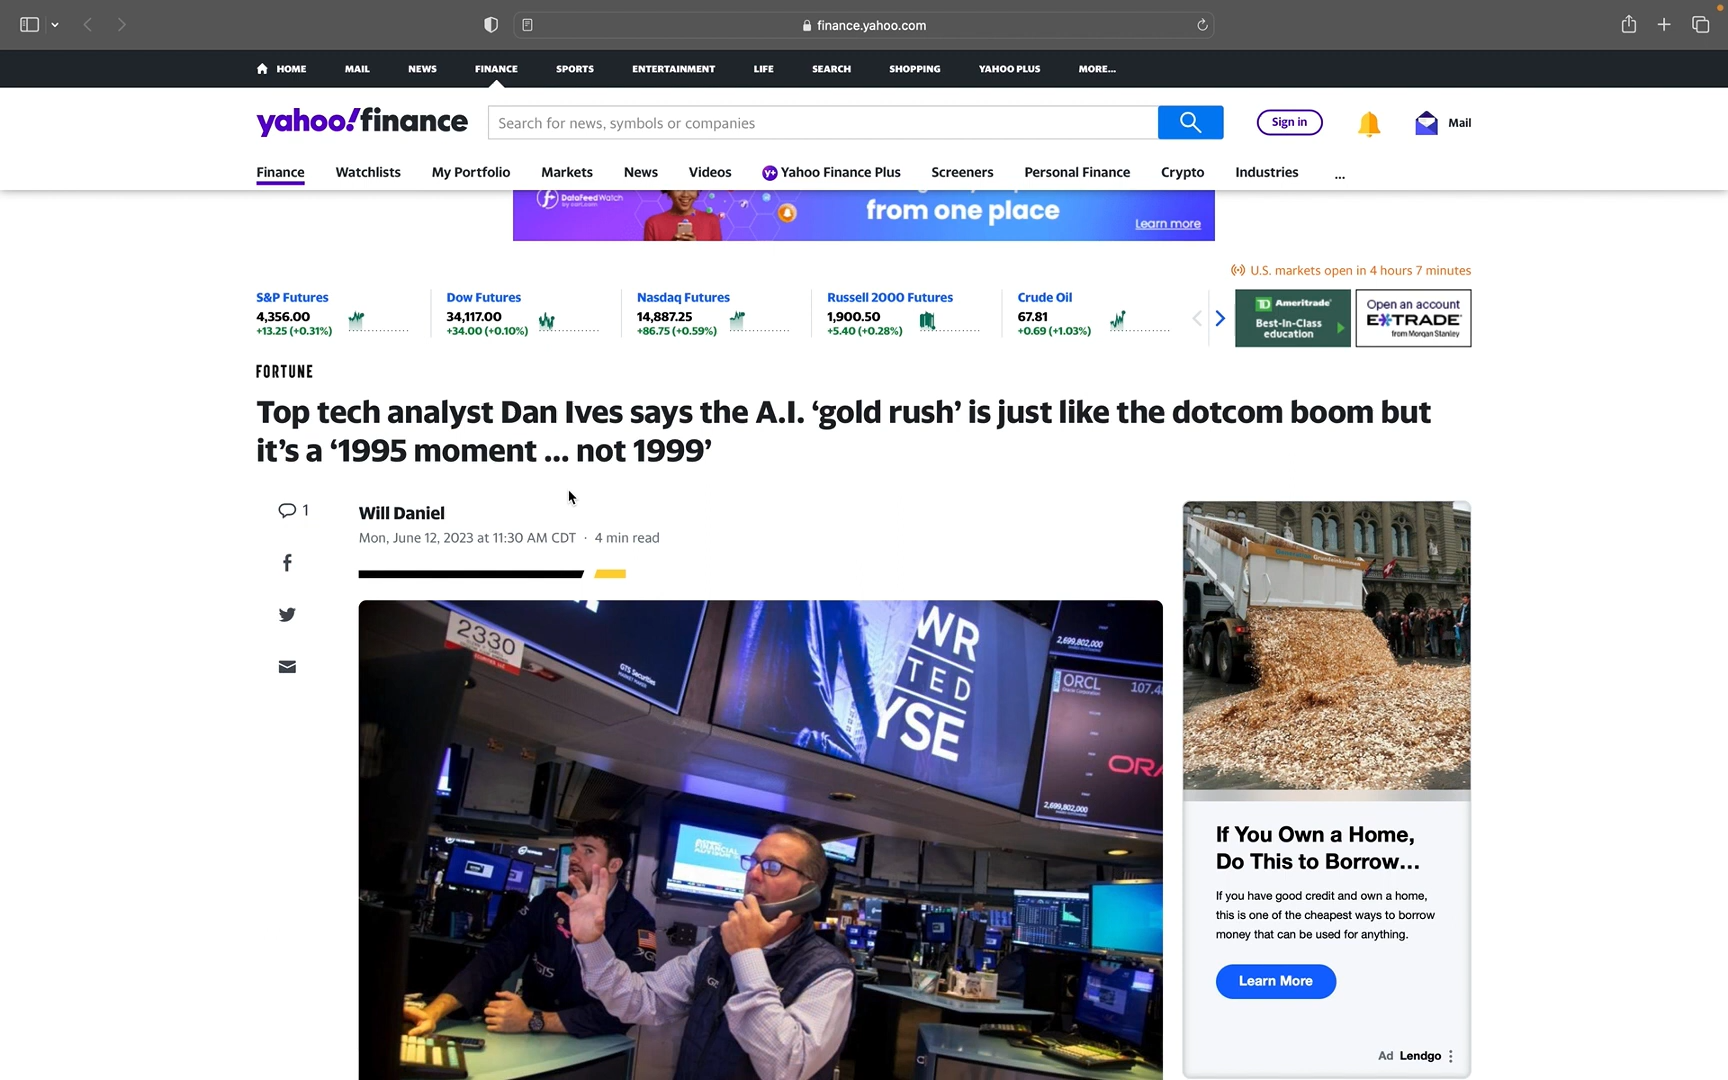 finance.yahoo.com
HOME MAIL NEWS FINANCE SPORTS ENTERTAINMENT LIFE SEARCH SHOPPING YAHOO PLUS MORE...
yahoo!finance
Search for news, symbols or companies
Sign in
Mail
Finance Watchlists My Portfolio Markets News Videos Y+ Yahoo Finance Plus Screeners Personal Finance Crypto Industries ...
DataFeedWatch
by cart.com
from one place
Learn more
U.S. markets open in 4 hours 7 minutes
S&P Futures
4,356.00
+13.25 (+0.31%)
Dow Futures
34,117.00
+34.00 (+0.10%)
Nasdaq Futures
14,887.25
+86.75 (+0.59%)
Russell 2000 Futures
1,900.50
+5.40 (+0.28%)
Crude Oil
67.81
+0.69 (+1.03%)
TD Ameritrade
Best-in-Class
education
Open an account
E*TRADE
from Morgan Stanley
FORTUNE
Top tech analyst Dan Ives says the A.I. ‘gold rush’ is just like the dotcom boom but
it’s a ‘1995 moment ... not 1999’
1
Will Daniel
Mon, June 12, 2023 at 11:30 AM CDT · 4 min read
2330
GTS Securities
WR
TED
YSE
2,699,802,000
ORCL
107.4
ORA
2,699,802,000
GTS
If You Own a Home,
Do This to Borrow...
If you have good credit and own a home,
this is one of the cheapest ways to borrow
money that can be used for anything.
Learn More
Ad Lendgo